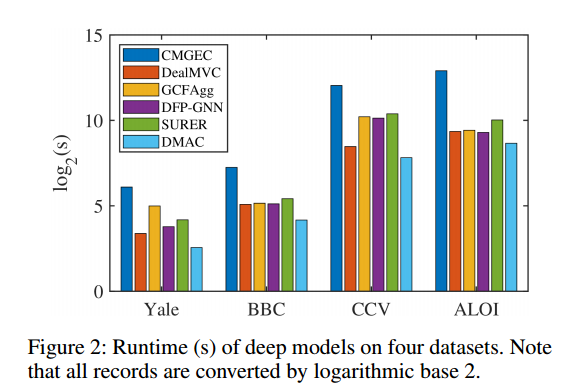 15
10
5
0
log2(s)
CMGEC
DealMVC
GCFAgg
DFP-GNN
SURER
DMAC
Yale BBC CCV ALOI
Figure 2: Runtime (s) of deep models on four datasets. Note
that all records are converted by logarithmic base 2.